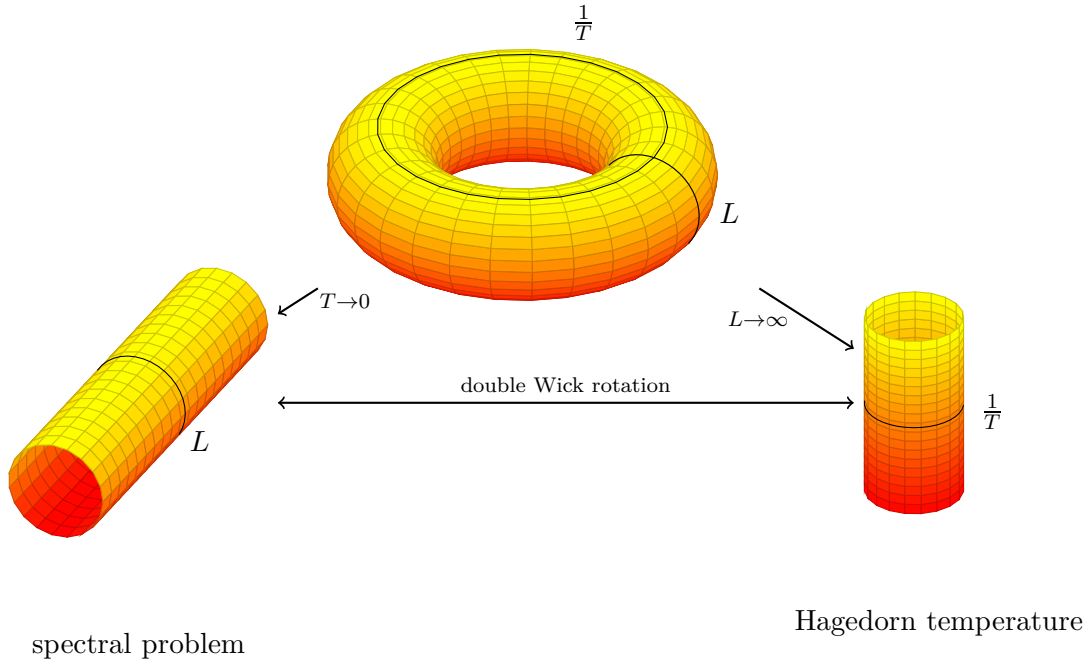 1/T
L
T→0
L→∞
double Wick rotation
L
1/T
Hagedorn temperature
spectral problem